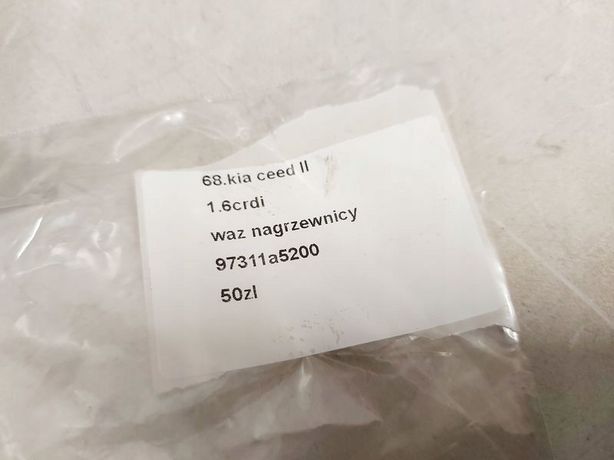 68.kia ceed II
1.6crdi
waz nagrzewnicy
97311a5200
50zl